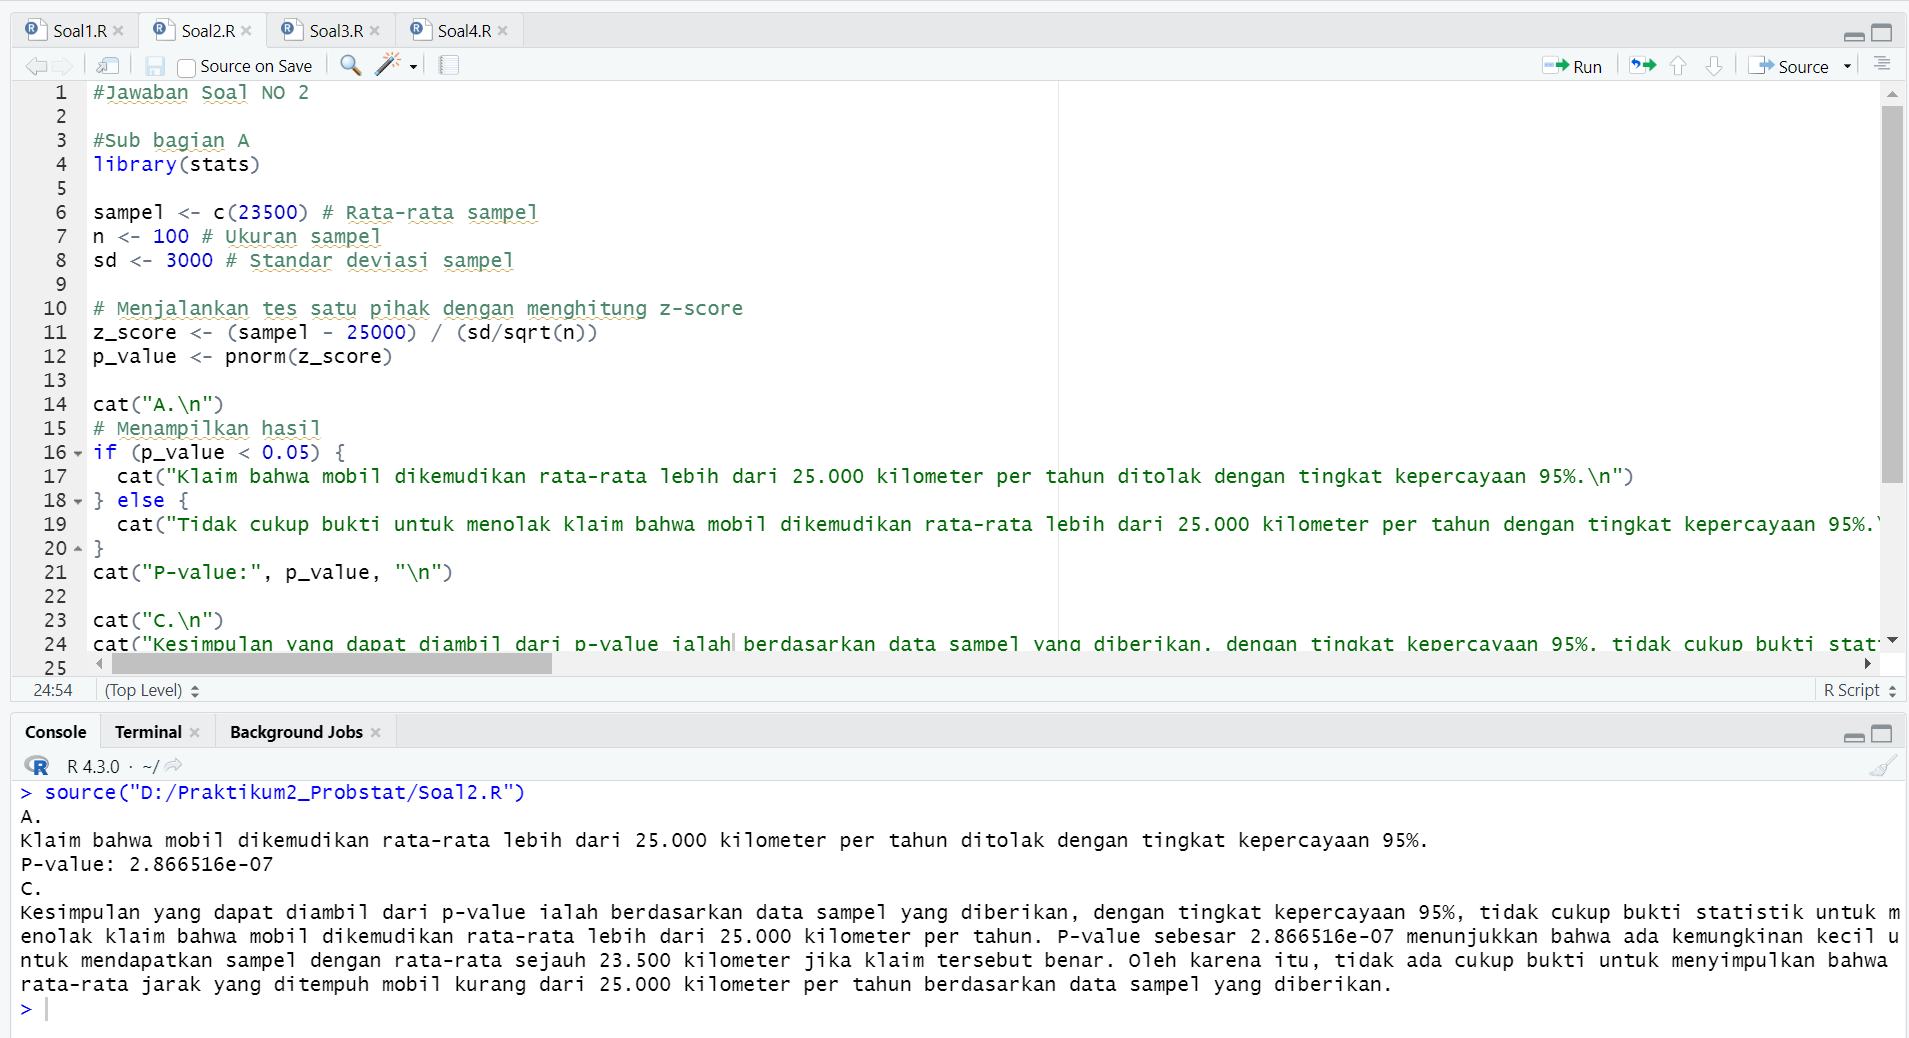 Soal1.R Soal2.R Soal3.R Soal4.R
Source on Save Run Source
1 #Jawaban Soal NO 2
2
3 #Sub bagian A
4 library(stats)
5
6 sampel <- c(23500) # Rata-rata sampel
7 n <- 100 # Ukuran sampel
8 sd <- 3000 # Standar deviasi sampel
9
10 # Menjalankan tes satu pihak dengan menghitung z-score
11 z_score <- (sampel - 25000) / (sd/sqrt(n))
12 p_value <- pnorm(z_score)
13
14 cat("A.\n")
15 # Menampilkan hasil
16 if (p_value < 0.05) {
17 cat("Klaim bahwa mobil dikemudikan rata-rata lebih dari 25.000 kilometer per tahun ditolak dengan tingkat kepercayaan 95%.\n")
18 } else {
19 cat("Tidak cukup bukti untuk menolak klaim bahwa mobil dikemudikan rata-rata lebih dari 25.000 kilometer per tahun dengan tingkat kepercayaan 95%.\
20 }
21 cat("P-value:", p_value, "\n")
22
23 cat("C.\n")
24 cat("Kesimpulan yang dapat diambil dari p-value ialah berdasarkan data sampel yang diberikan, dengan tingkat kepercayaan 95%, tidak cukup bukti stat
25
24:54 (Top Level) R Script
Console Terminal Background Jobs
R 4.3.0 · ~/
> source("D:/Praktikum2_Probstat/Soal2.R")
A.
Klaim bahwa mobil dikemudikan rata-rata lebih dari 25.000 kilometer per tahun ditolak dengan tingkat kepercayaan 95%.
P-value: 2.866516e-07
C.
Kesimpulan yang dapat diambil dari p-value ialah berdasarkan data sampel yang diberikan, dengan tingkat kepercayaan 95%, tidak cukup bukti statistik untuk m
enolak klaim bahwa mobil dikemudikan rata-rata lebih dari 25.000 kilometer per tahun. P-value sebesar 2.866516e-07 menunjukkan bahwa ada kemungkinan kecil u
ntuk mendapatkan sampel dengan rata-rata sejauh 23.500 kilometer jika klaim tersebut benar. Oleh karena itu, tidak ada cukup bukti untuk menyimpulkan bahwa
rata-rata jarak yang ditempuh mobil kurang dari 25.000 kilometer per tahun berdasarkan data sampel yang diberikan.
>